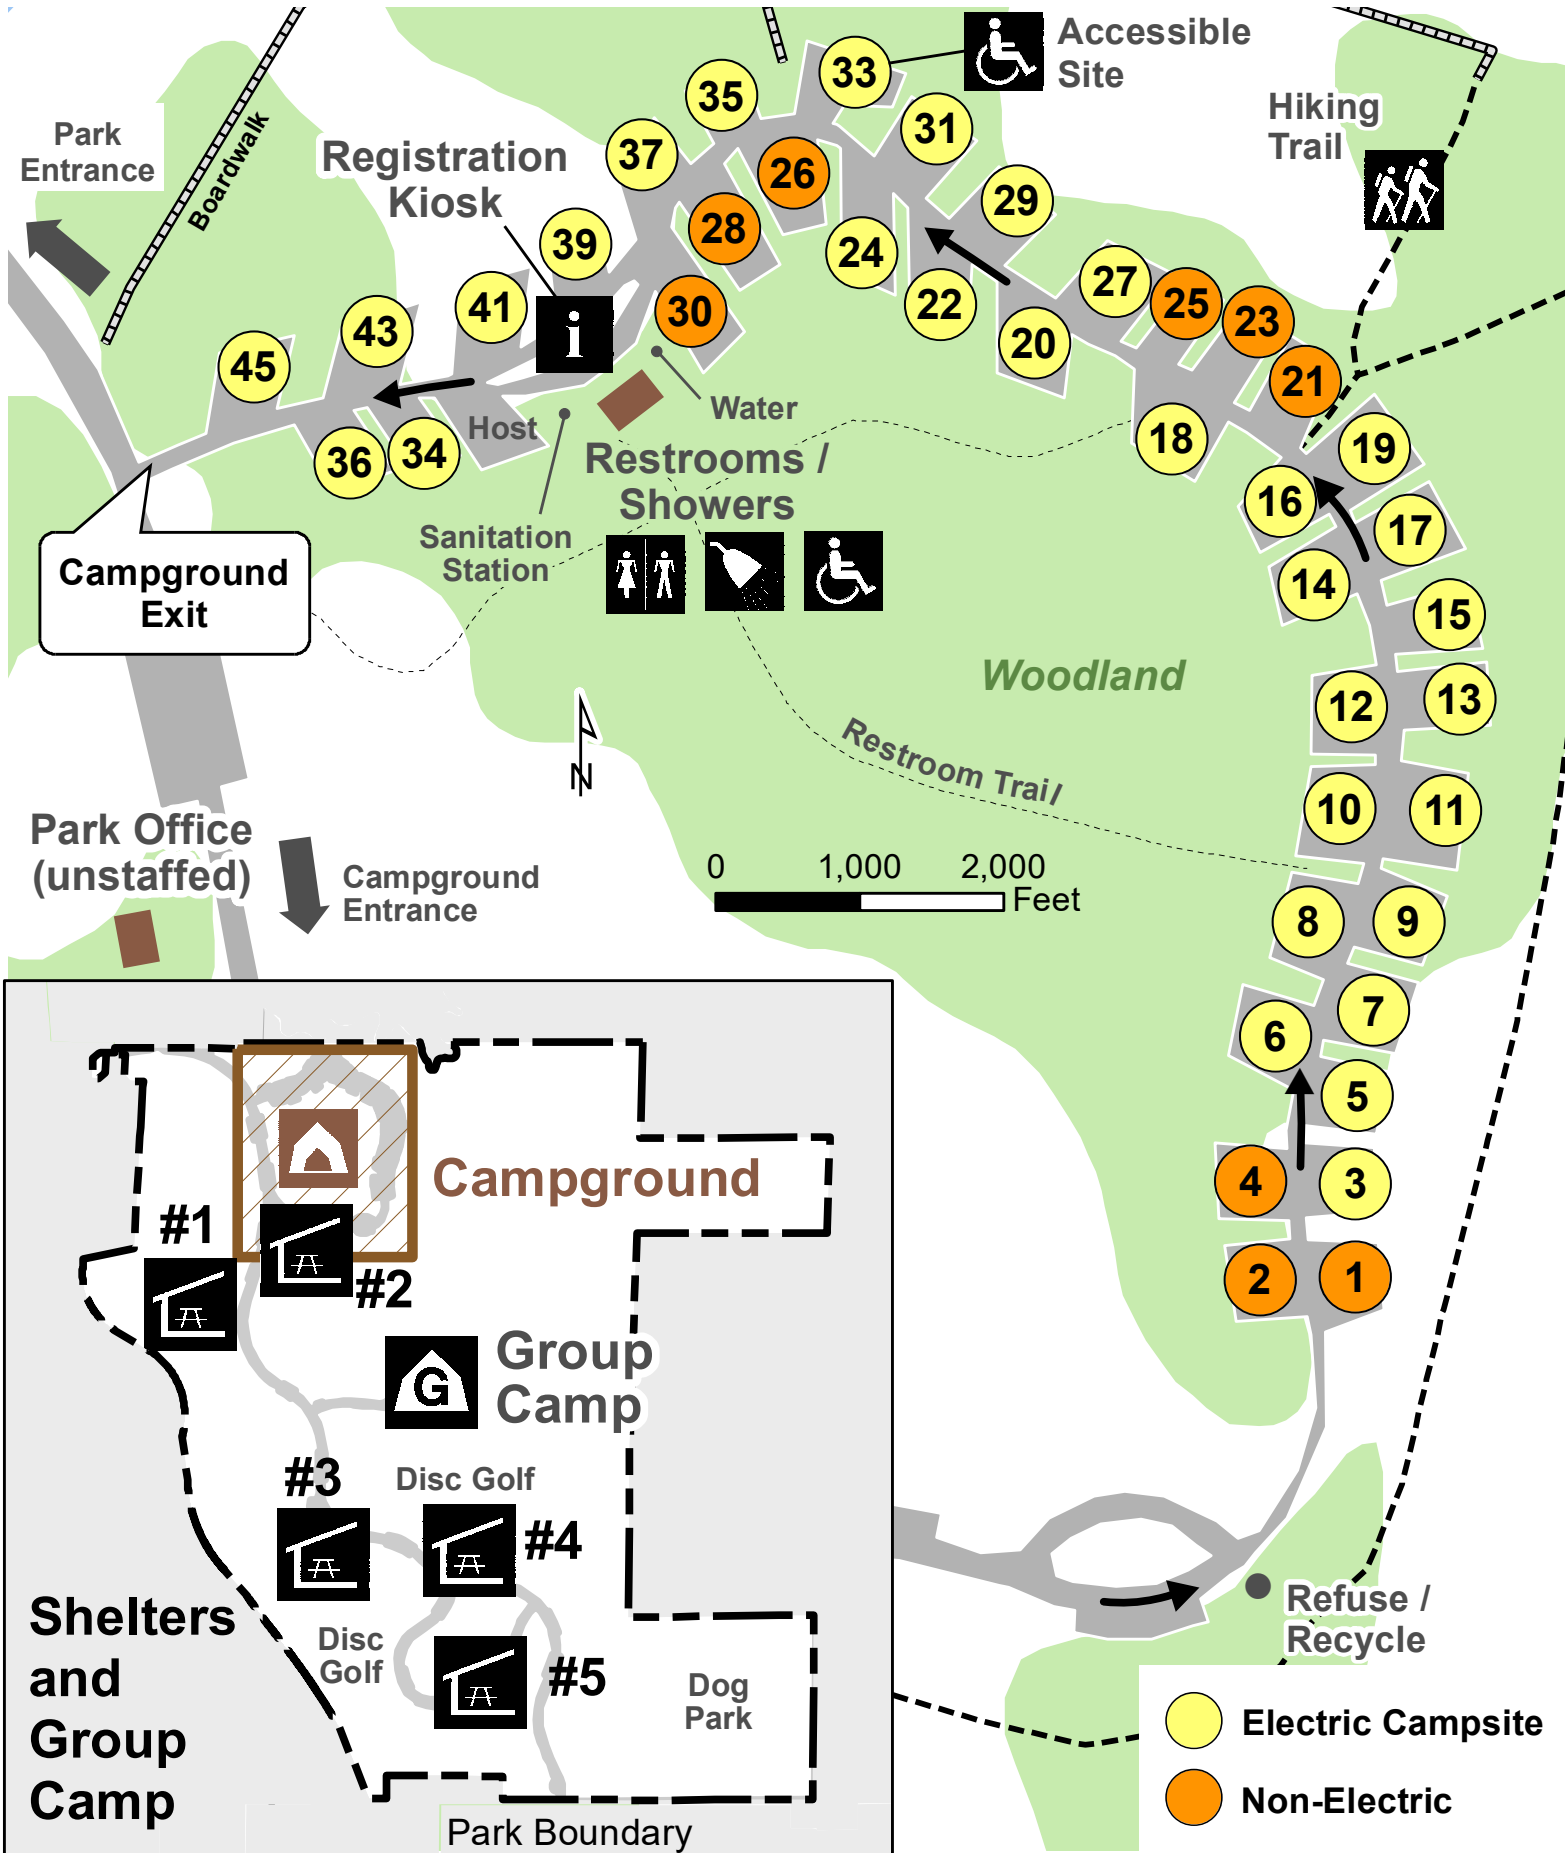 Accessible
Site
Hiking
Trail
Park
Entrance
Boardwalk
Registration
Kiosk
i
33
35
31
37
26
29
28
39
24
27
25
23
41
30
22
43
20
45
21
Host
Water
18
19
36
34
Restrooms /
Showers
16
17
Sanitation
Station
14
Campground
Exit
15
Woodland
12
13
N
Restroom Trail
10
11
Park Office
(unstaffed)
Campground
Entrance
0 1,000 2,000
Feet
8
9
7
6
5
4
3
2
1
Campground
#1
#2
Group
Camp
G
#3
Disc Golf
#4
Disc
Golf
#5
Dog
Park
Shelters
and
Group
Camp
Park Boundary
Refuse /
Recycle
Electric Campsite
Non-Electric